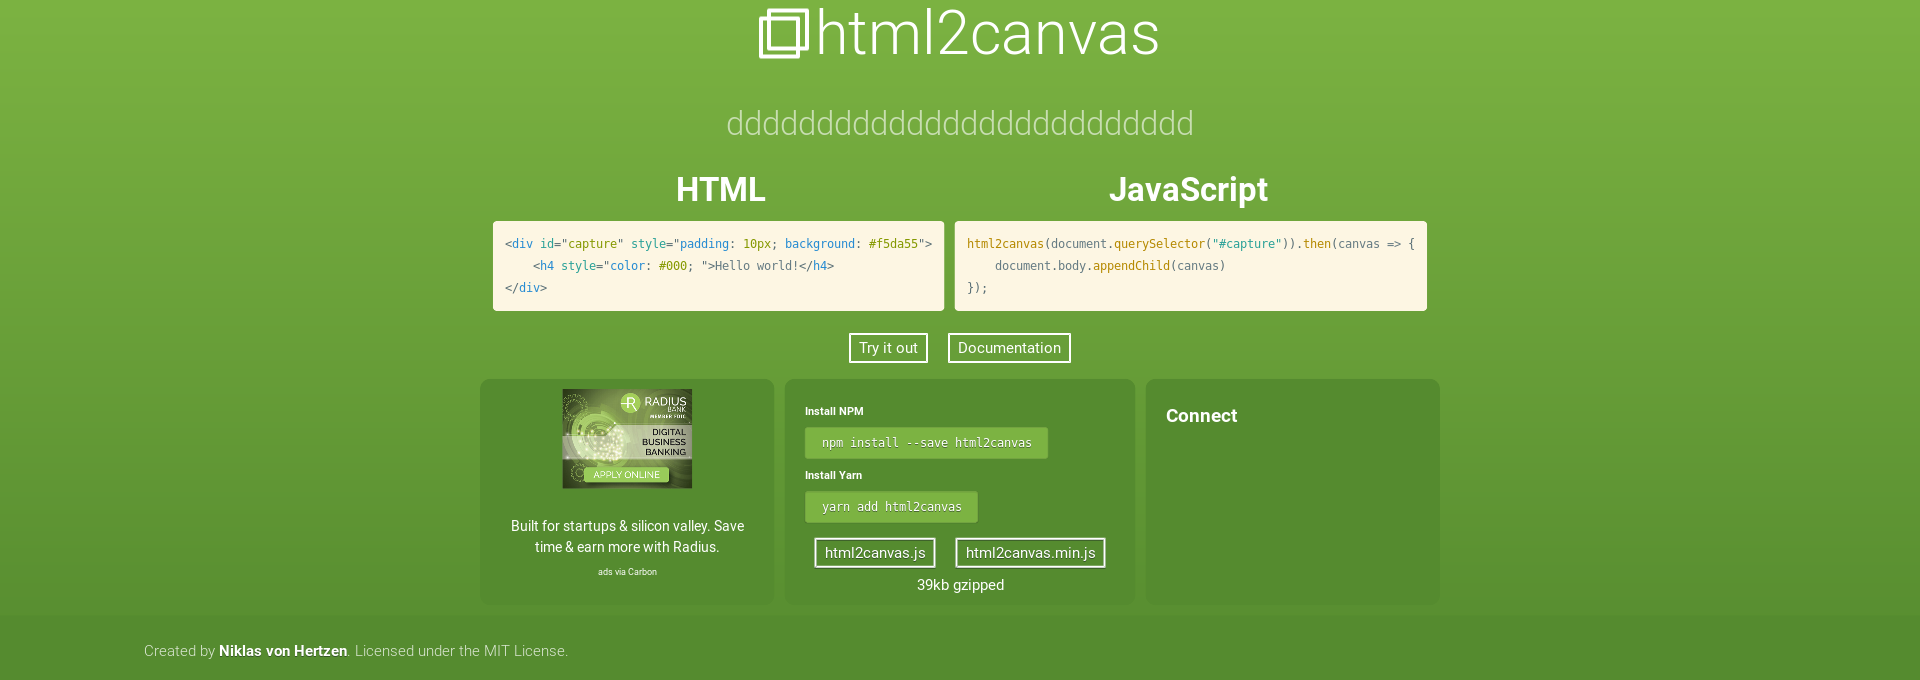 html2canvas
dddddddddddddddddddddddddd
HTML
<div id="capture" style="padding: 10px; background: #f5da55">
    <h4 style="color: #000; ">Hello world!</h4>
</div>
JavaScript
html2canvas(document.querySelector("#capture")).then(canvas => {
    document.body.appendChild(canvas)
});
Try it out
Documentation
RADIUS
BANK
MEMBER FDIC
DIGITAL
BUSINESS
BANKING
APPLY ONLINE
Built for startups & silicon valley. Save
time & earn more with Radius.
ads via Carbon
Install NPM
npm install --save html2canvas
Install Yarn
yarn add html2canvas
html2canvas.js
html2canvas.min.js
39kb gzipped
Connect
Created by Niklas von Hertzen. Licensed under the MIT License.